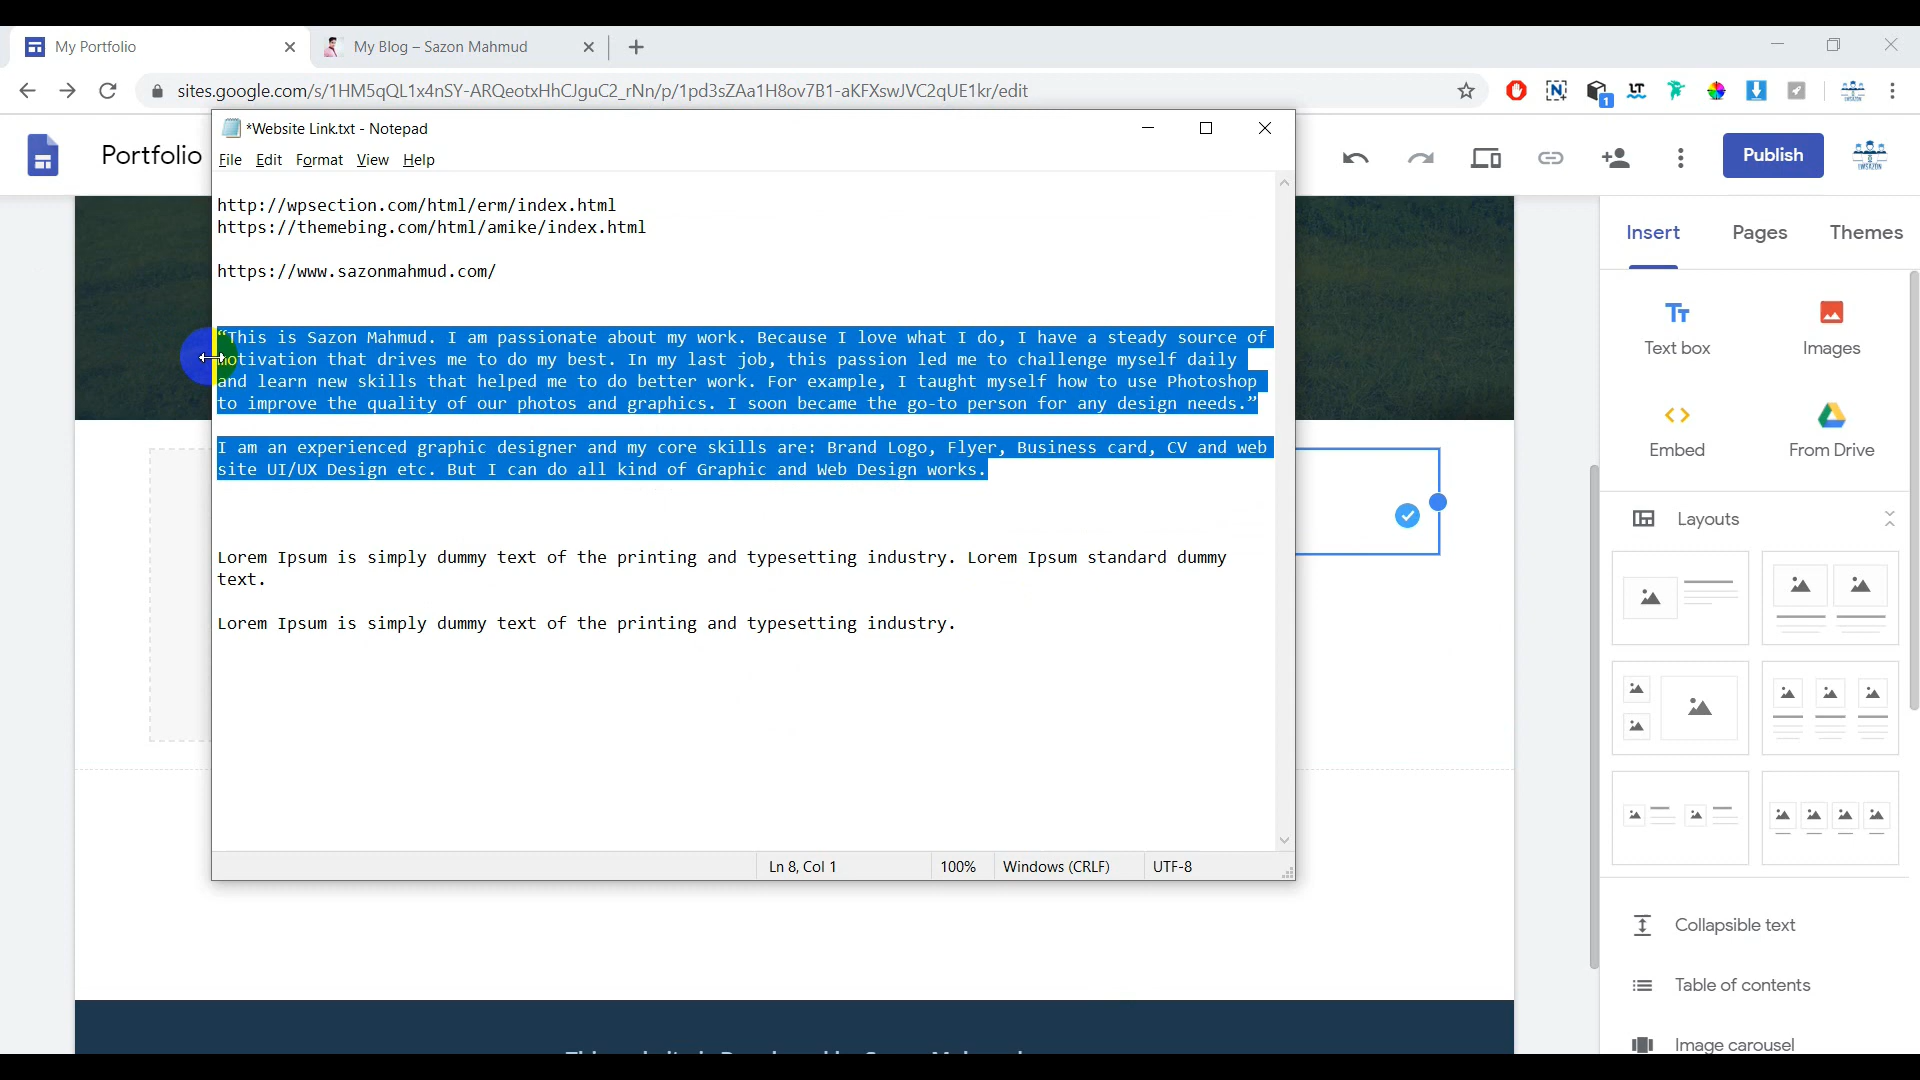 My Portfolio
My Blog – Sazon Mahmud
sites.google.com/s/1HM5qQL1x4nSY-ARQeotxHhCJguC2_rNn/p/1pd3sZAa1H8ov7B1-aKFXswJVC2qUE1kr/edit
1
*Website Link.txt - Notepad
Portfolio
File Edit Format View Help
Publish
http://wpsection.com/html/erm/index.html
https://themebing.com/html/amike/index.html
https://www.sazonmahmud.com/
“This is Sazon Mahmud. I am passionate about my work. Because I love what I do, I have a steady source of
motivation that drives me to do my best. In my last job, this passion led me to challenge myself daily
and learn new skills that helped me to do better work. For example, I taught myself how to use Photoshop
to improve the quality of our photos and graphics. I soon became the go-to person for any design needs.”
I am an experienced graphic designer and my core skills are: Brand Logo, Flyer, Business card, CV and web
site UI/UX Design etc. But I can do all kind of Graphic and Web Design works.
Lorem Ipsum is simply dummy text of the printing and typesetting industry. Lorem Ipsum standard dummy
text.
Lorem Ipsum is simply dummy text of the printing and typesetting industry.
Ln 8, Col 1
100%
Windows (CRLF)
UTF-8
Insert
Pages
Themes
Text box
Images
Embed
From Drive
Layouts
Collapsible text
Table of contents
Image carousel